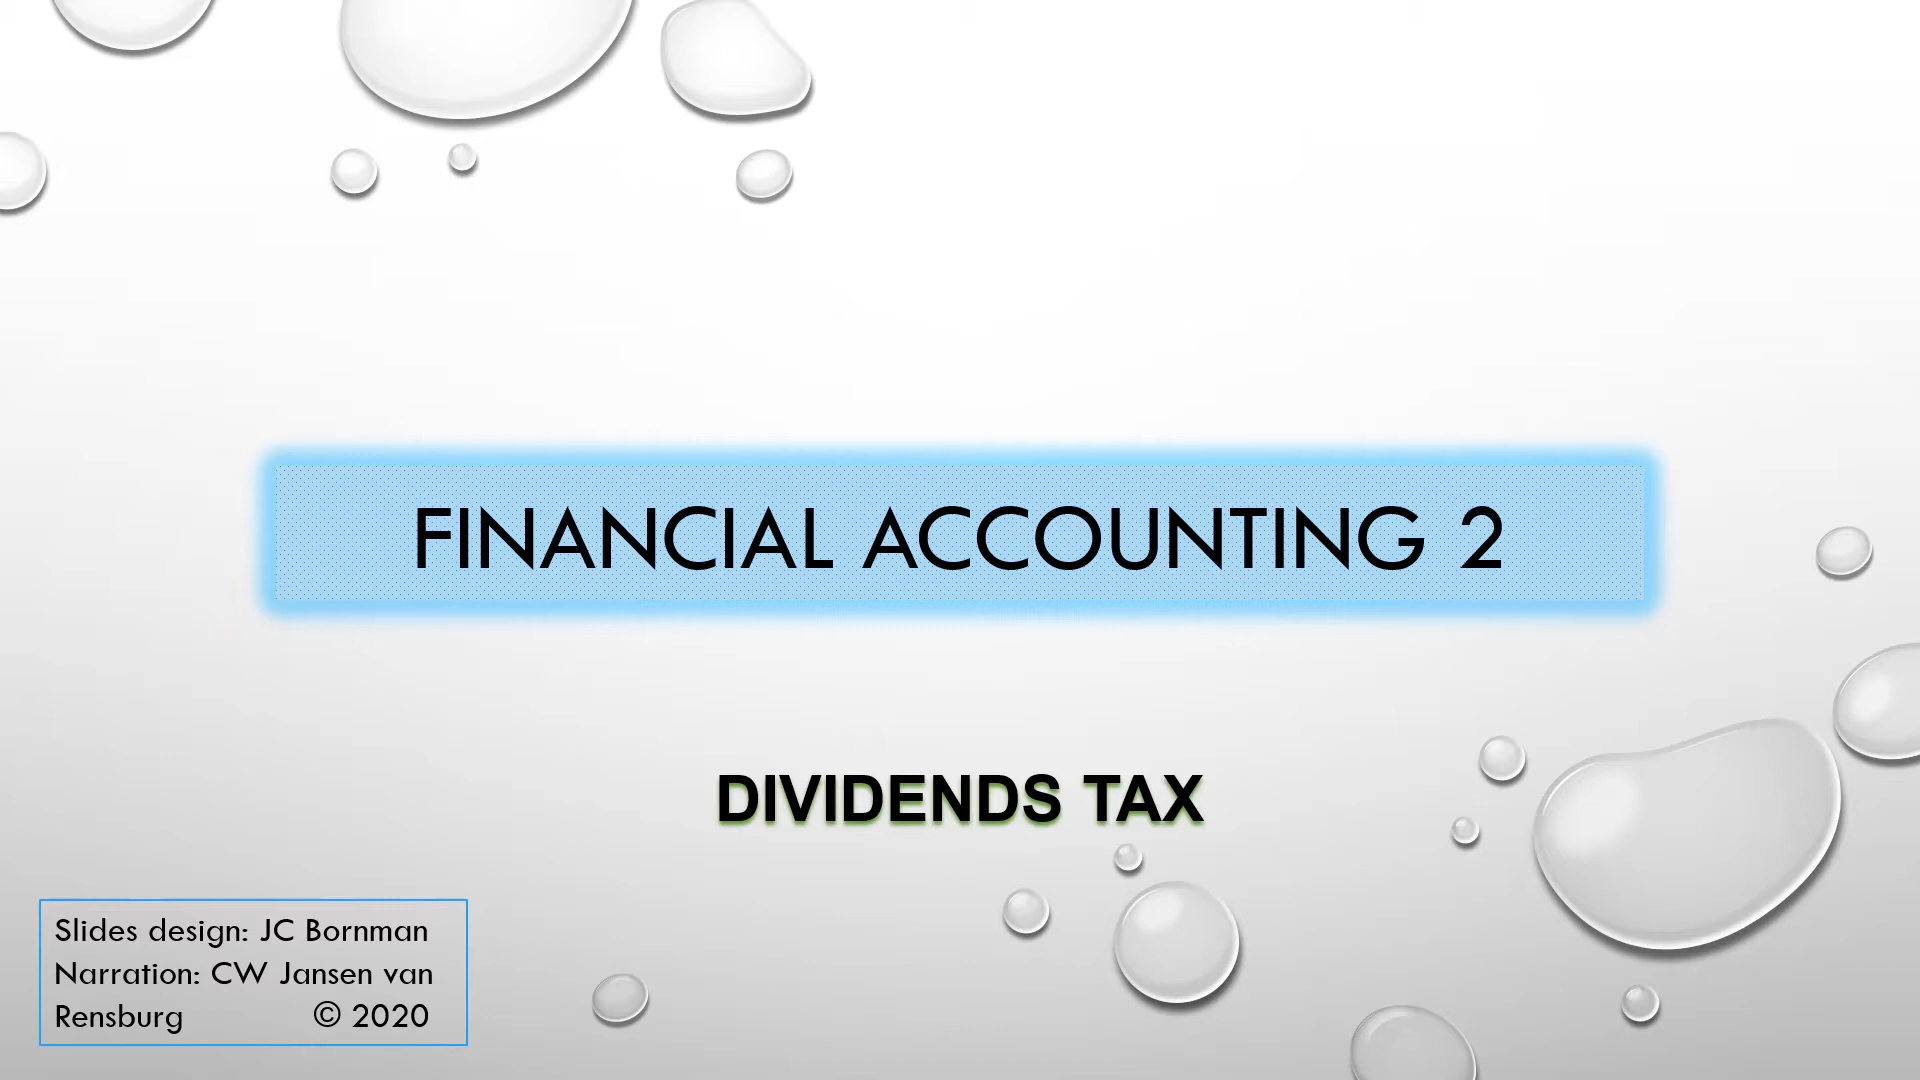 FINANCIAL ACCOUNTING 2
DIVIDENDS TAX
Slides design: JC Bornman
Narration: CW Jansen van
Rensburg © 2020